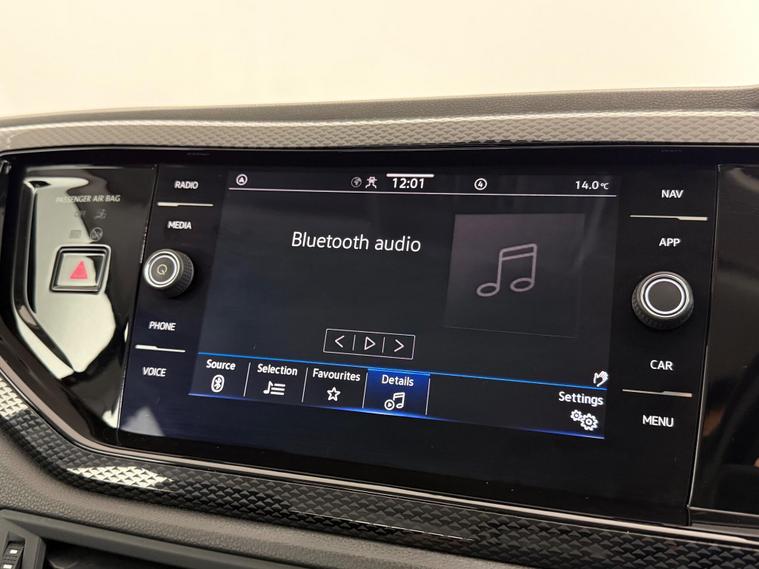 PASSENGER AIR BAG
RADIO
MEDIA
PHONE
VOICE
12:01
4
14.0°C
Bluetooth audio
Source
Selection
Favourites
Details
Settings
NAV
APP
CAR
MENU